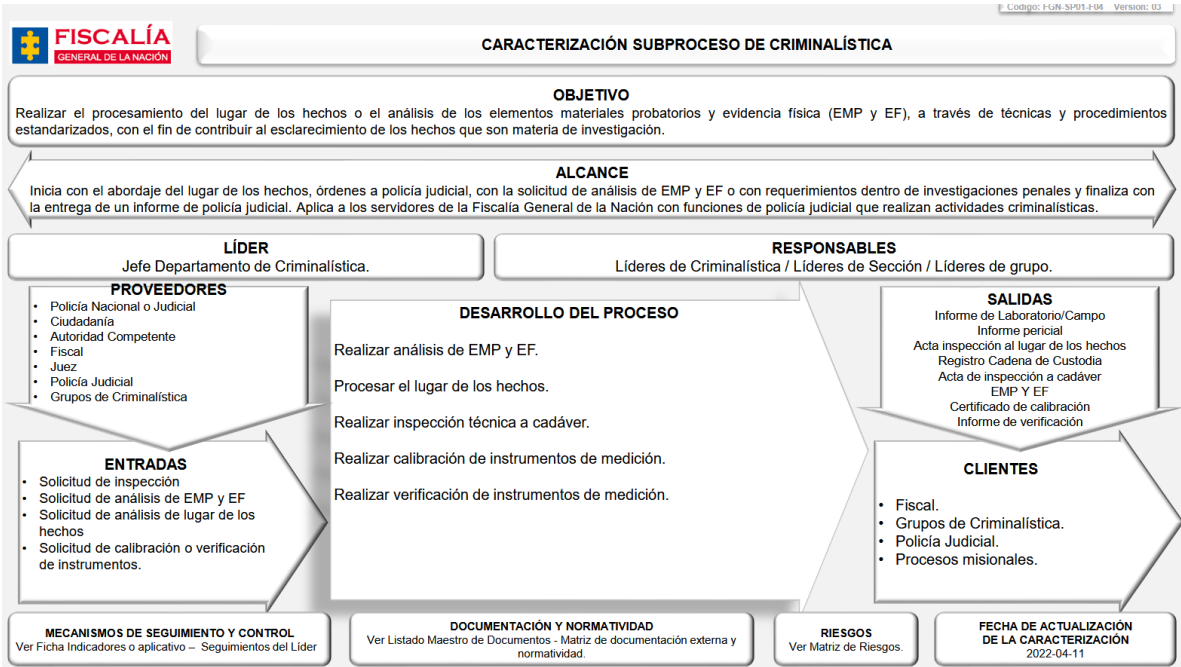 Código: FGN-SP01-F04 Versión: 03
FISCALÍA
GENERAL DE LA NACIÓN
CARACTERIZACIÓN SUBPROCESO DE CRIMINALÍSTICA
OBJETIVO
Realizar el procesamiento del lugar de los hechos o el análisis de los elementos materiales probatorios y evidencia física (EMP y EF), a través de técnicas y procedimientos
estandarizados, con el fin de contribuir al esclarecimiento de los hechos que son materia de investigación.
ALCANCE
Inicia con el abordaje del lugar de los hechos, órdenes a policía judicial, con la solicitud de análisis de EMP y EF o con requerimientos dentro de investigaciones penales y finaliza con
la entrega de un informe de policía judicial. Aplica a los servidores de la Fiscalía General de la Nación con funciones de policía judicial que realizan actividades criminalísticas.
LÍDER
Jefe Departamento de Criminalística.
RESPONSABLES
Líderes de Criminalística / Líderes de Sección / Líderes de grupo.
PROVEEDORES
• Policía Nacional o Judicial
• Ciudadanía
• Autoridad Competente
• Fiscal
• Juez
• Policía Judicial
• Grupos de Criminalística
ENTRADAS
• Solicitud de inspección
• Solicitud de análisis de EMP y EF
• Solicitud de análisis de lugar de los
hechos
• Solicitud de calibración o verificación
de instrumentos.
DESARROLLO DEL PROCESO
Realizar análisis de EMP y EF.
Procesar el lugar de los hechos.
Realizar inspección técnica a cadáver.
Realizar calibración de instrumentos de medición.
Realizar verificación de instrumentos de medición.
SALIDAS
Informe de Laboratorio/Campo
Informe pericial
Acta inspección al lugar de los hechos
Registro Cadena de Custodia
Acta de inspección a cadáver
EMP Y EF
Certificado de calibración
Informe de verificación
CLIENTES
• Fiscal.
• Grupos de Criminalística.
• Policía Judicial.
• Procesos misionales.
MECANISMOS DE SEGUIMIENTO Y CONTROL
Ver Ficha Indicadores o aplicativo – Seguimientos del Líder
DOCUMENTACIÓN Y NORMATIVIDAD
Ver Listado Maestro de Documentos - Matriz de documentación externa y
normatividad.
RIESGOS
Ver Matriz de Riesgos.
FECHA DE ACTUALIZACIÓN
DE LA CARACTERIZACIÓN
2022-04-11